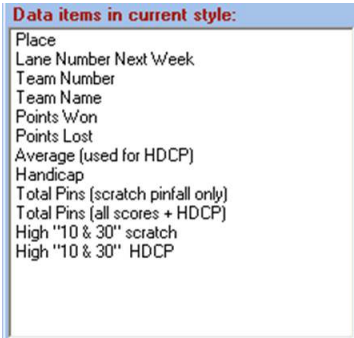 Data items in current style:
Place
Lane Number Next Week
Team Number
Team Name
Points Won
Points Lost
Average (used for HDCP)
Handicap
Total Pins (scratch pinfall only)
Total Pins (all scores + HDCP)
High "10 & 30" scratch
High "10 & 30"  HDCP